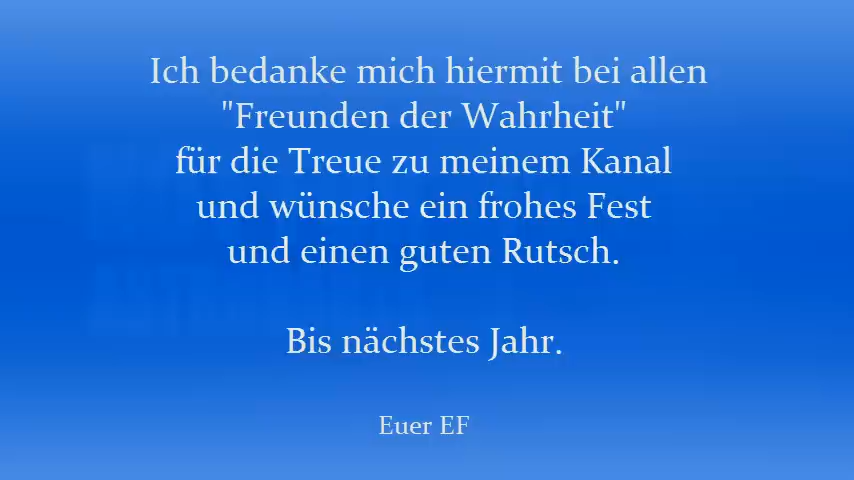 Ich bedanke mich hiermit bei allen
"Freunden der Wahrheit"
für die Treue zu meinem Kanal
und wünsche ein frohes Fest
und einen guten Rutsch.
Bis nächstes Jahr.
Euer EF